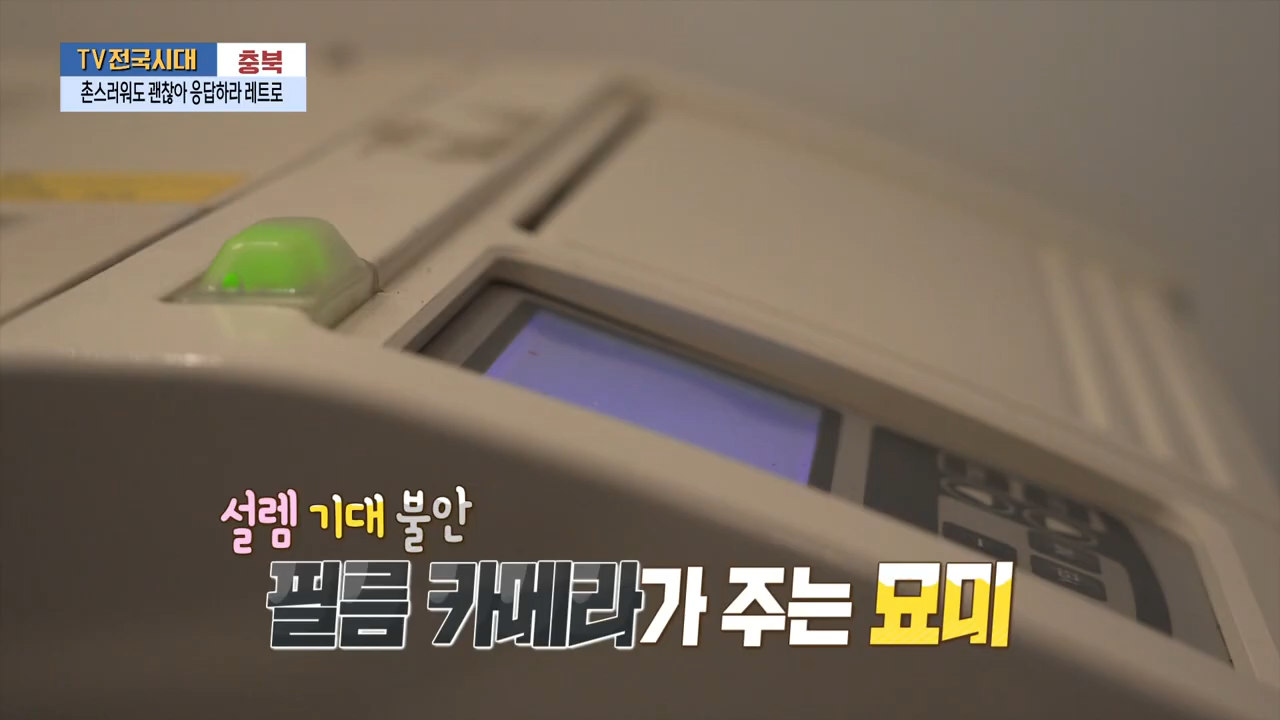 TV전국시대 충북
촌스러워도 괜찮아 응답하라 레트로
설렘 기대 불안
필름 카메라가 주는 묘미